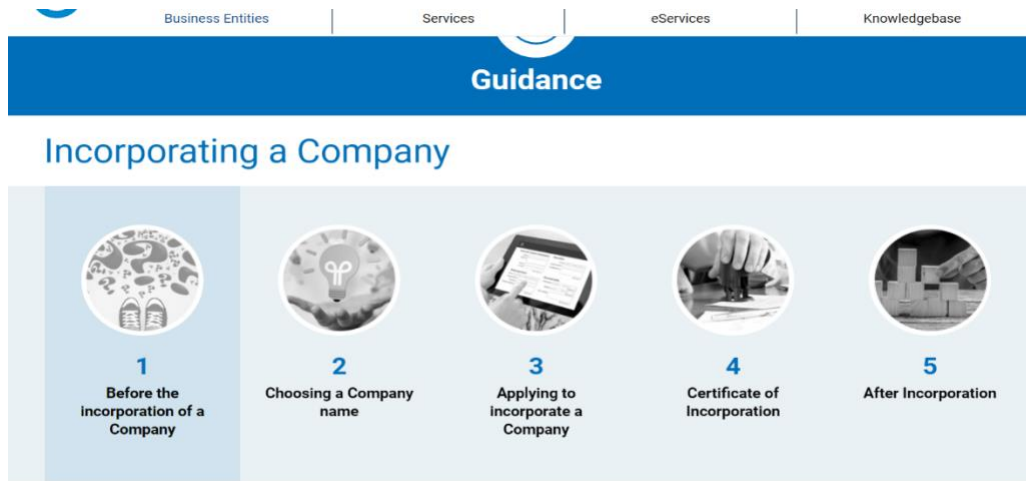 Business Entities
Services
eServices
Knowledgebase
Guidance
Incorporating a Company
1
Before the
incorporation of a
Company
2
Choosing a Company
name
3
Applying to
incorporate a
Company
4
Certificate of
Incorporation
5
After Incorporation